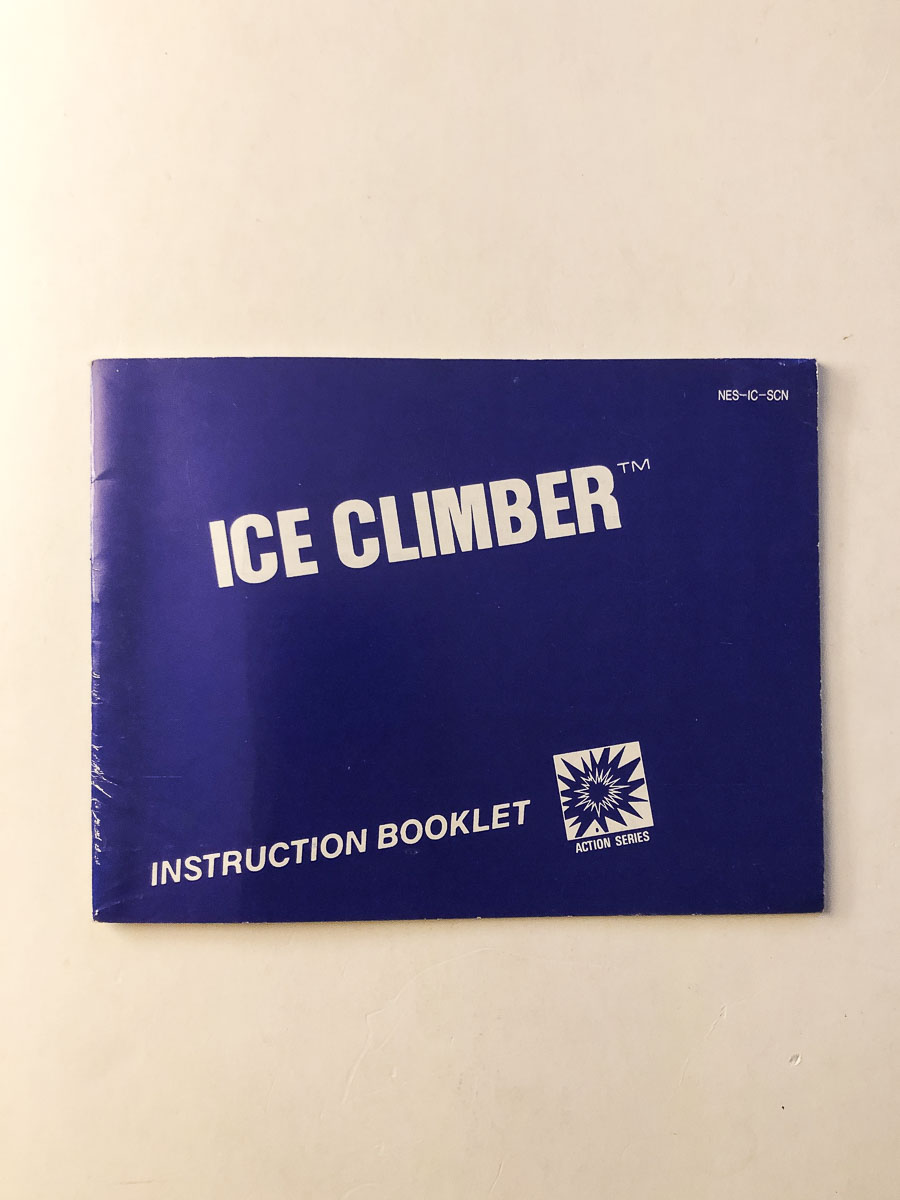 NES-IC-SCN
ICE CLIMBER™
INSTRUCTION BOOKLET
ACTION SERIES